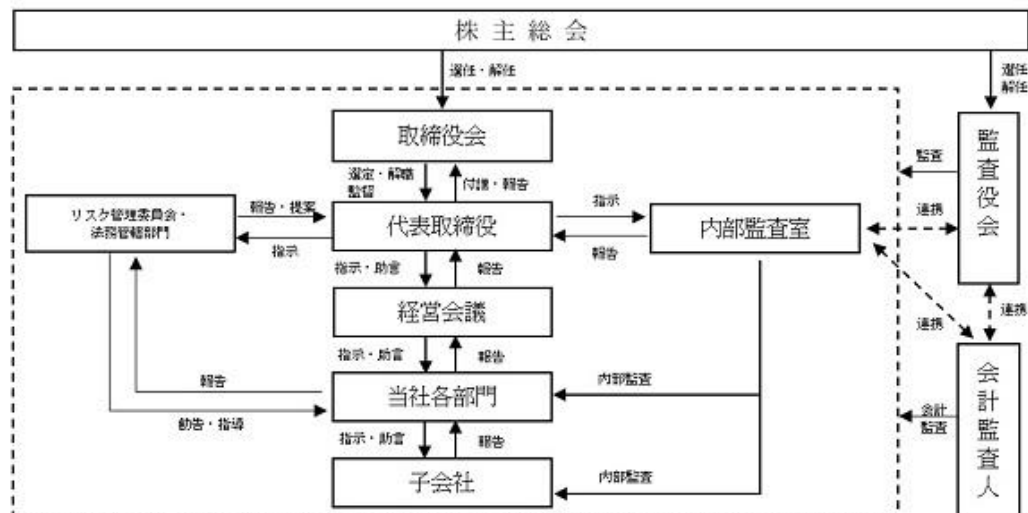 株主総会
選任・解任
選任
解任
取締役会
監査役会
監査
選定・解職
監督
付議・報告
リスク管理委員会・
法務管轄部門
報告・提案
指示
代表取締役
指示
報告
内部監査室
連携
指示・助言
報告
経営会議
連携
連携
指示・助言
報告
会計監査人
報告
当社各部門
内部監査
勧告・指導
会計
監査
指示・助言
報告
子会社
内部監査